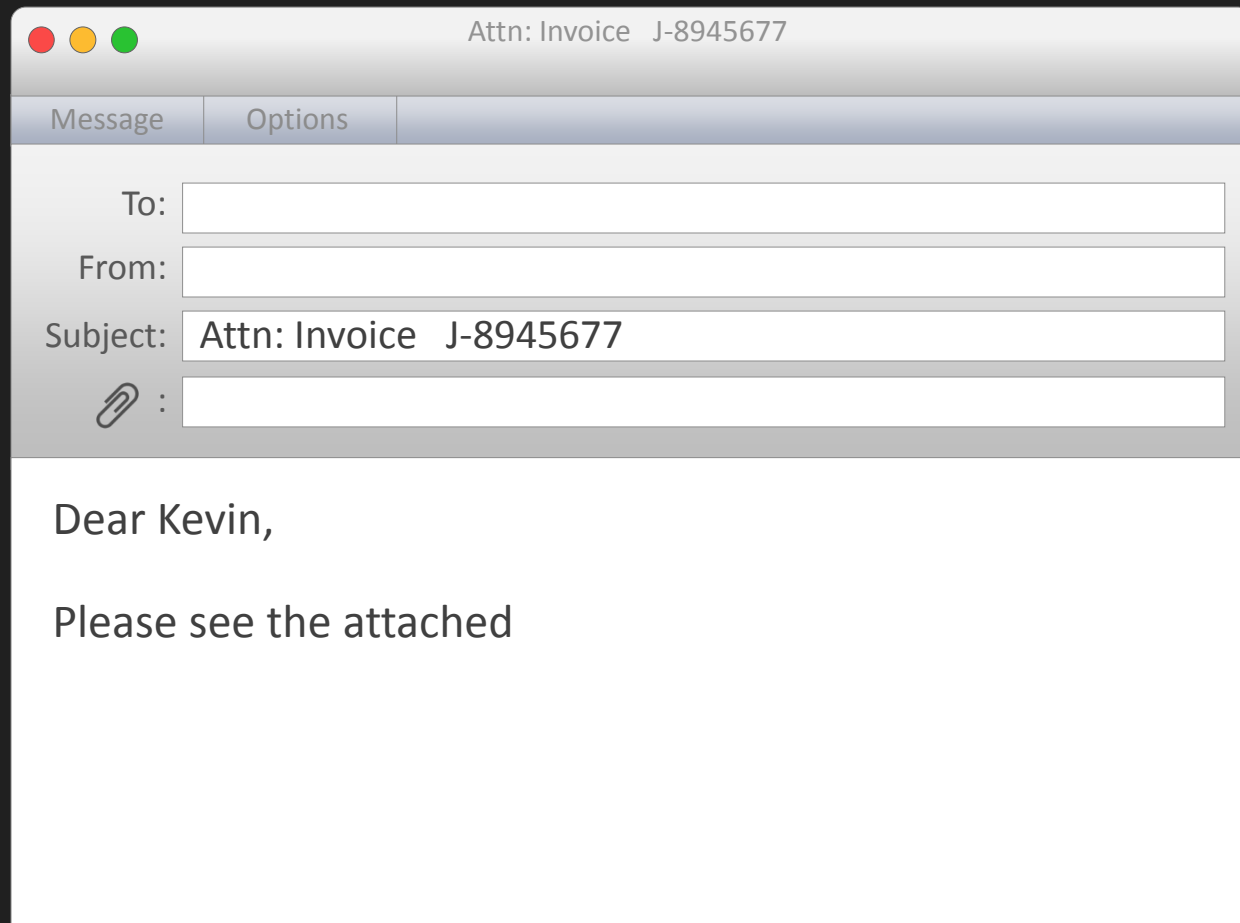 Attn: Invoice   J-8945677
Message   Options
To:
From:
Subject: Attn: Invoice   J-8945677
:
Dear Kevin,
Please see the attached